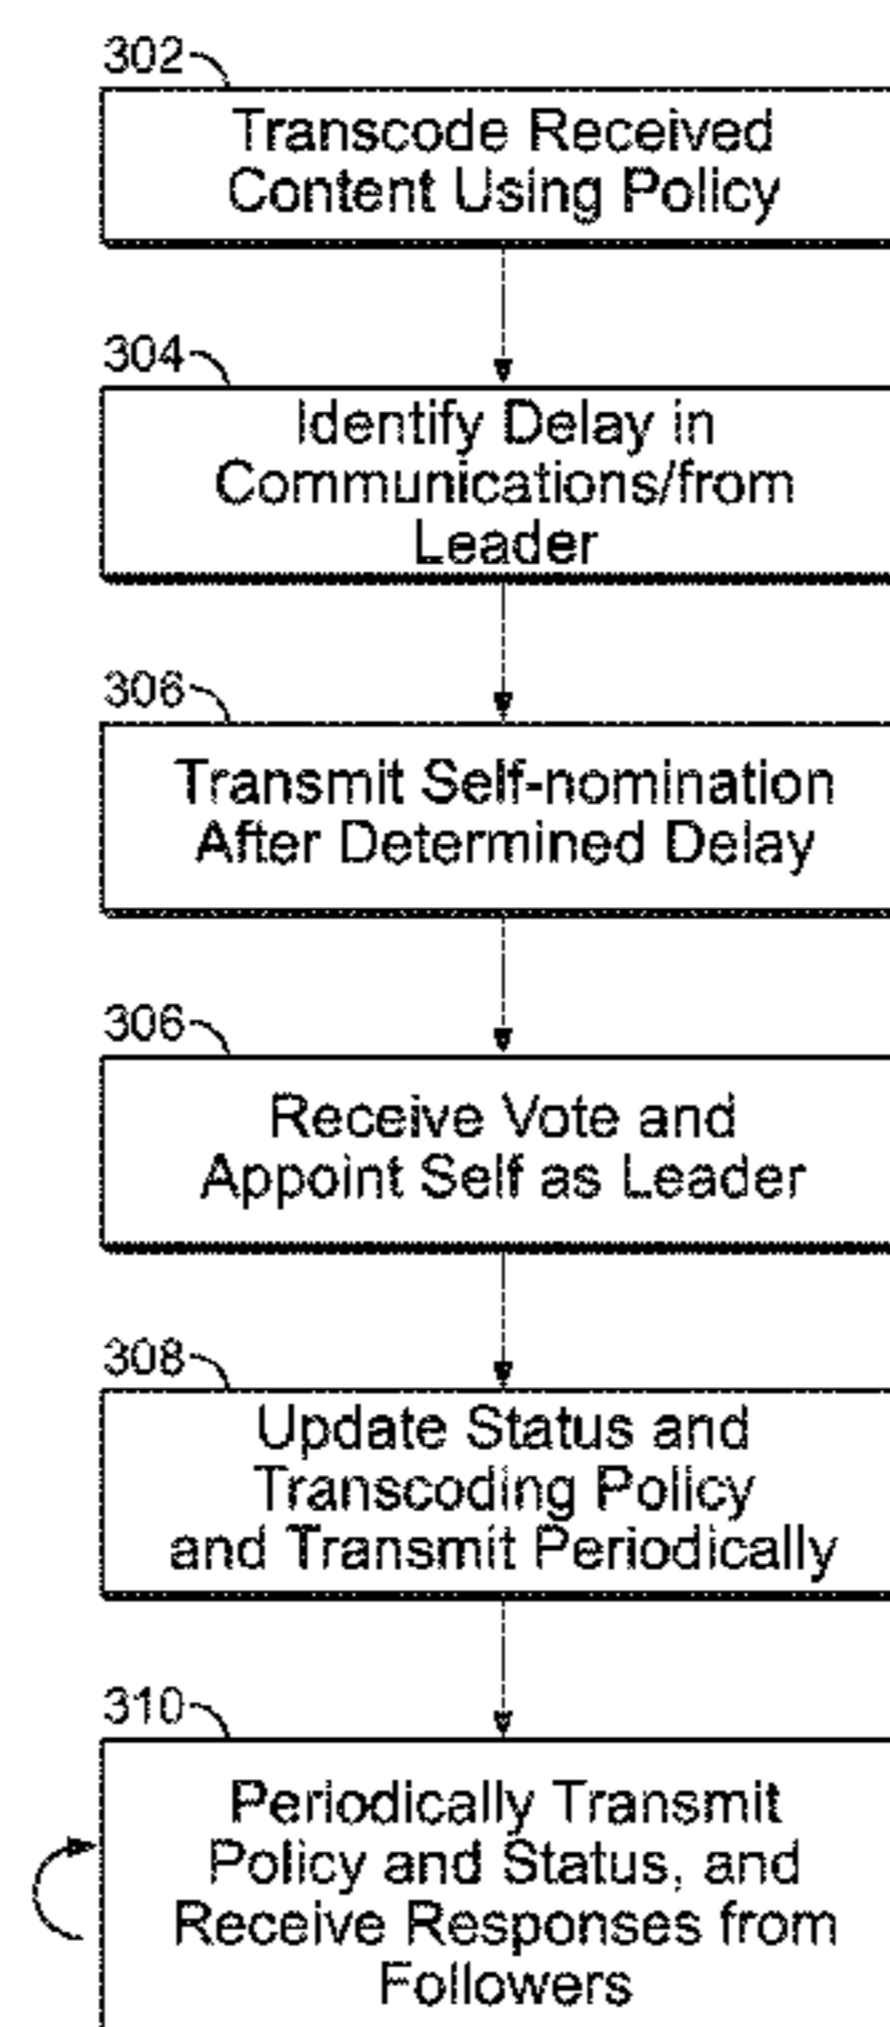 302
Transcode Received
Content Using Policy
304
Identify Delay in
Communications/from
Leader
306
Transmit Self-nomination
After Determined Delay
306
Receive Vote and
Appoint Self as Leader
308
Update Status and
Transcoding Policy
and Transmit Periodically
310
Periodically Transmit
Policy and Status, and
Receive Responses from
Followers